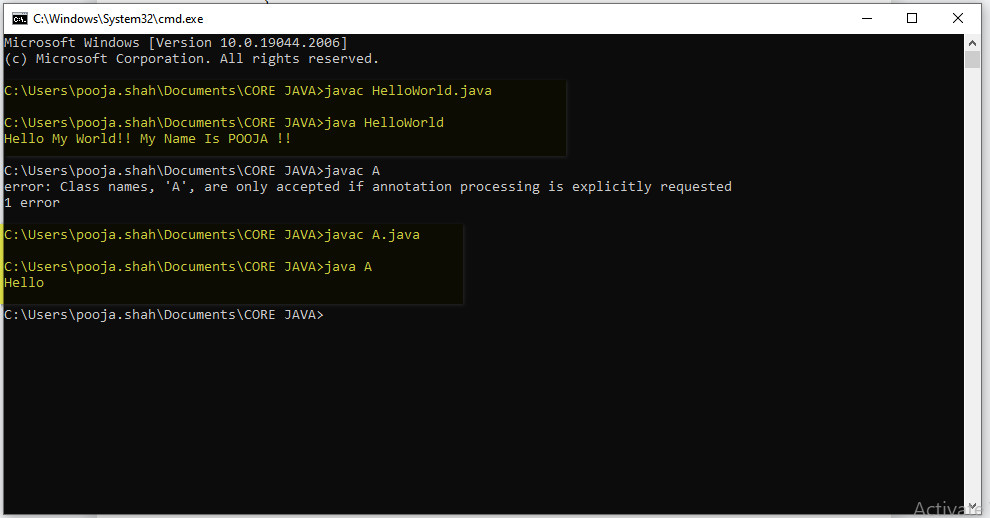 C:\Windows\System32\cmd.exe
Microsoft Windows [Version 10.0.19044.2006]
(c) Microsoft Corporation. All rights reserved.
C:\Users\pooja.shah\Documents\CORE JAVA>javac HelloWorld.java
C:\Users\pooja.shah\Documents\CORE JAVA>java HelloWorld
Hello My World!! My Name Is POOJA !!
C:\Users\pooja.shah\Documents\CORE JAVA>javac A
error: Class names, 'A', are only accepted if annotation processing is explicitly requested
1 error
C:\Users\pooja.shah\Documents\CORE JAVA>javac A.java
C:\Users\pooja.shah\Documents\CORE JAVA>java A
Hello
C:\Users\pooja.shah\Documents\CORE JAVA>